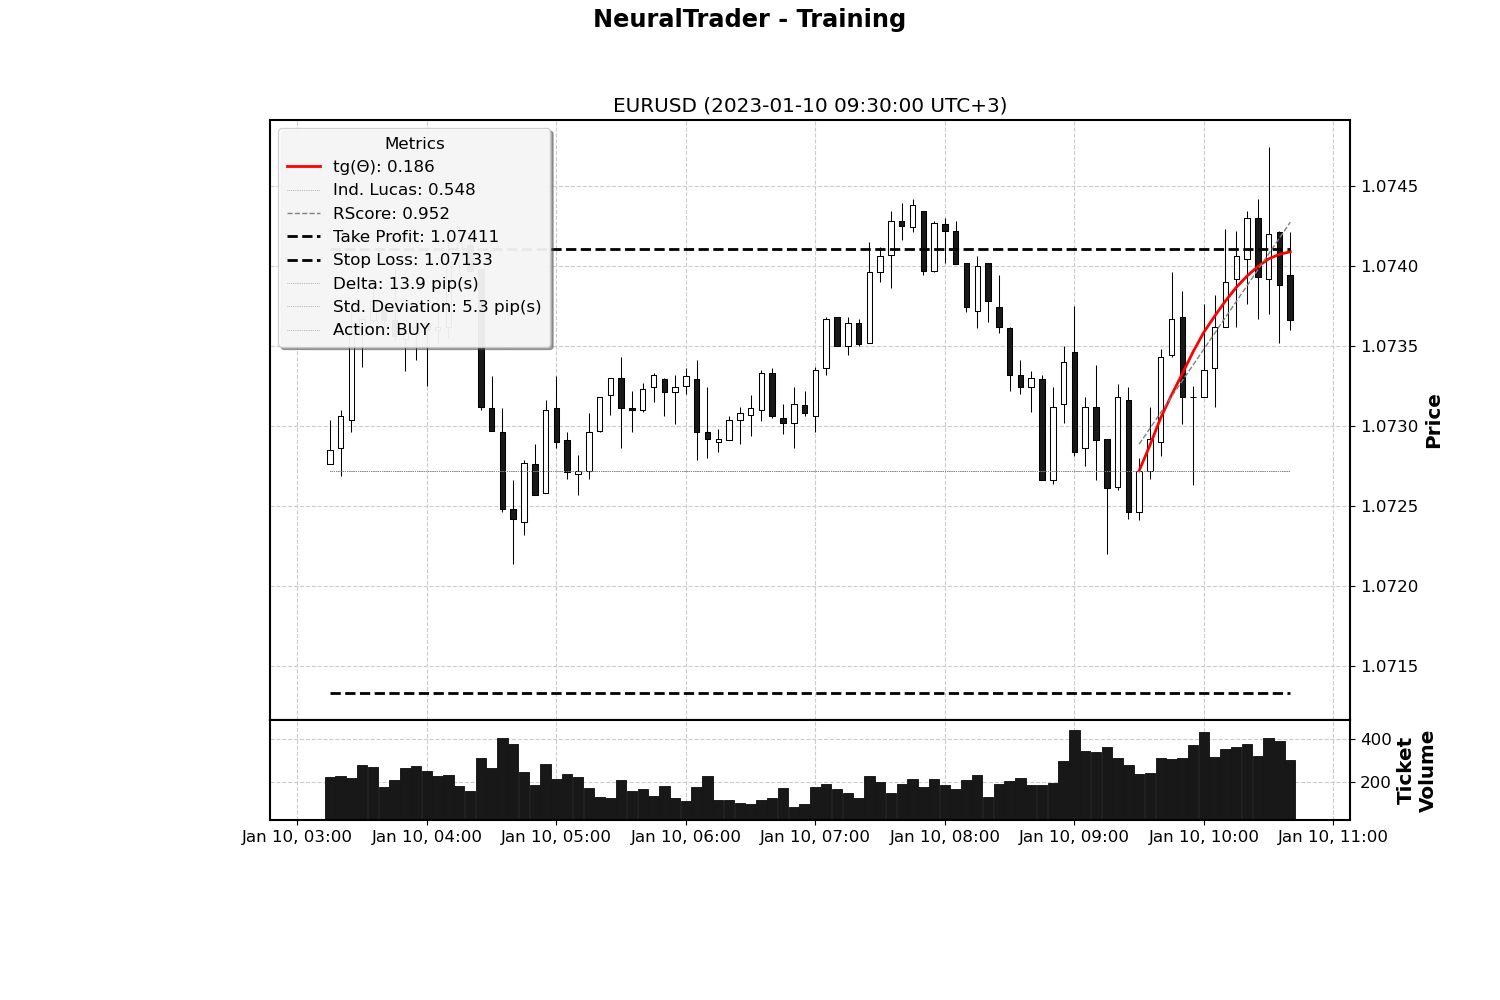 NeuralTrader - Training
EURUSD (2023-01-10 09:30:00 UTC+3)
Metrics
tg(Θ): 0.186
Ind. Lucas: 0.548
RScore: 0.952
Take Profit: 1.07411
Stop Loss: 1.07133
Delta: 13.9 pip(s)
Std. Deviation: 5.3 pip(s)
Action: BUY
1.0745
1.0740
1.0735
1.0730
1.0725
1.0720
1.0715
Price
400
200
Ticket
Volume
Jan 10, 03:00
Jan 10, 04:00
Jan 10, 05:00
Jan 10, 06:00
Jan 10, 07:00
Jan 10, 08:00
Jan 10, 09:00
Jan 10, 10:00
Jan 10, 11:00